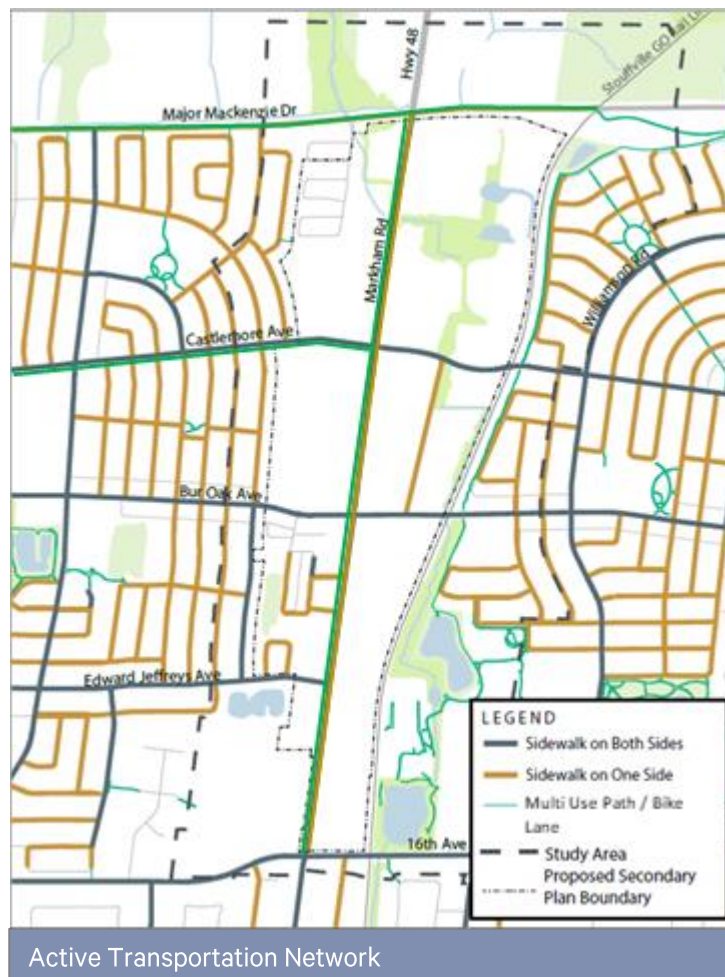 Hwy 48
Stouffville GO Rail Line
Major Mackenzie Dr
Markham Rd
Williamson Rd
Castlemore Ave
Bur Oak Ave
Edward Jeffreys Ave
16th Ave
LEGEND
Sidewalk on Both Sides
Sidewalk on One Side
Multi Use Path / Bike
Lane
Study Area
Proposed Secondary
Plan Boundary
Active Transportation Network